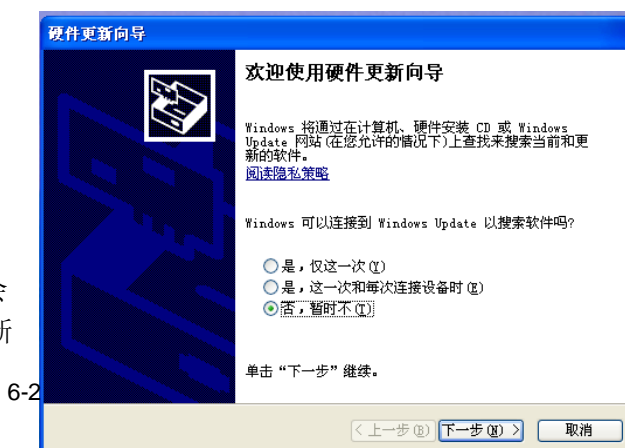 硬件更新向导
欢迎使用硬件更新向导
Windows 将通过在计算机、硬件安装 CD 或 Windows
Update 网站(在您允许的情况下)上查找来搜索当前和更
新的软件。
阅读隐私策略
Windows 可以连接到 Windows Update 以搜索软件吗?
是，仅这一次(Y)
是，这一次和每次连接设备时(E)
否，暂时不(T)
单击“下一步”继续。
新
6-2
< 上一步(B)
下一步(N) >
取消